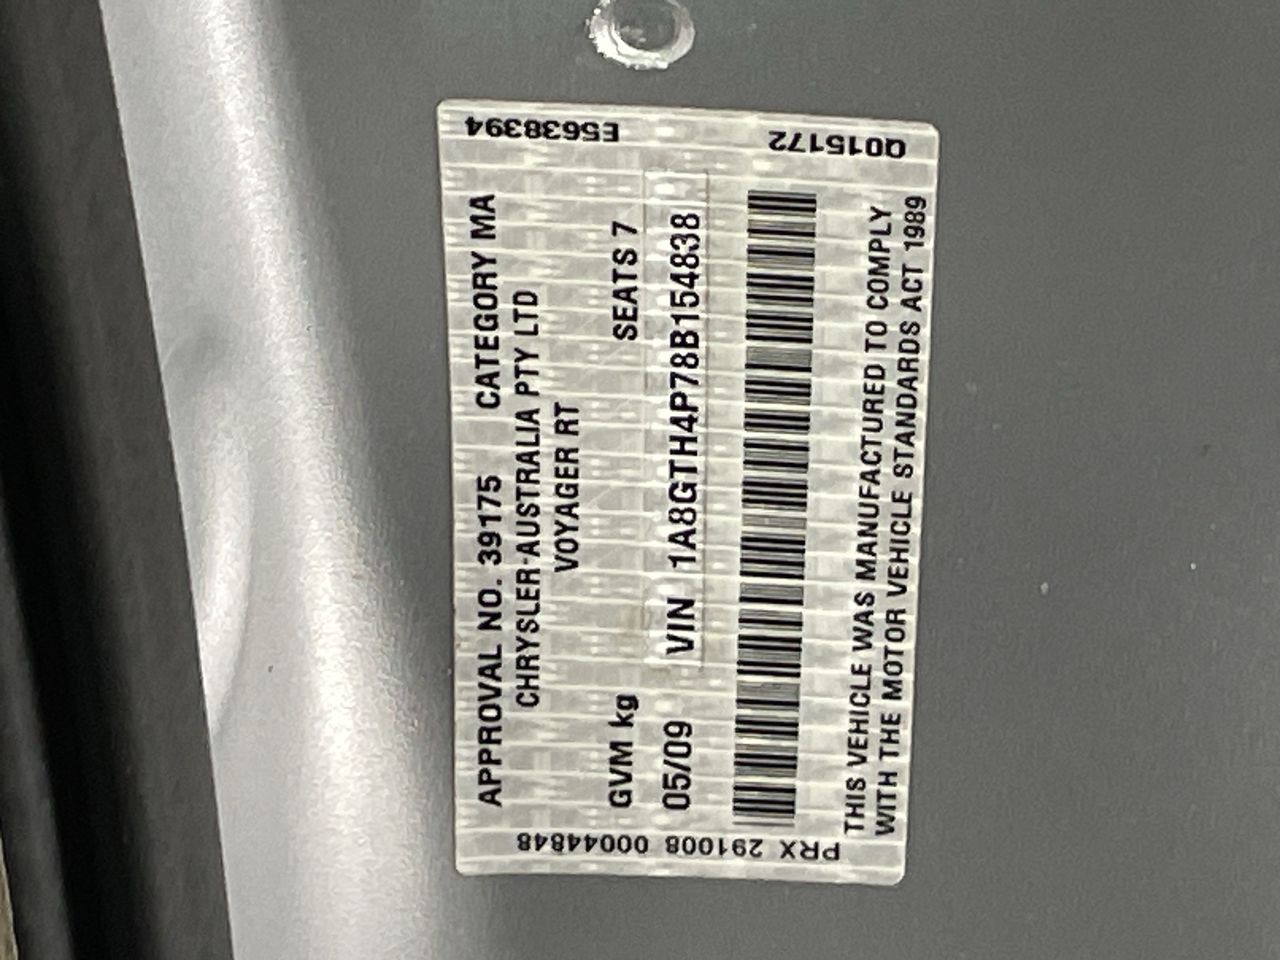 E5638394
Q015172
APPROVAL NO. 39175 CATEGORY MA
CHRYSLER-AUSTRALIA PTY LTD
VOYAGER RT
GVM kg SEATS 7
05/09 VIN 1A8GTH4P78B154838
THIS VEHICLE WAS MANUFACTURED TO COMPLY
WITH THE MOTOR VEHICLE STANDARDS ACT 1989
PRX 291008 00044848